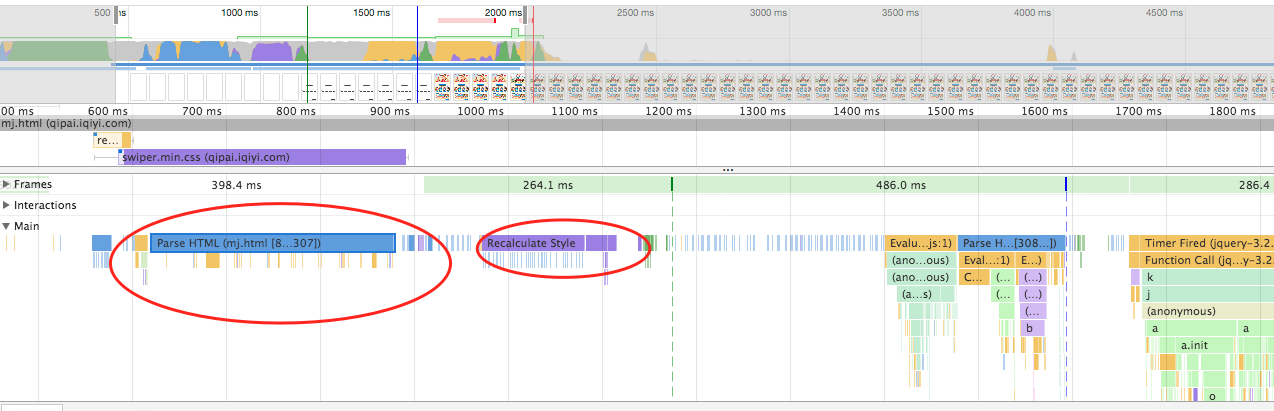 500 ms 1000 ms 1500 ms 2000 ms 2500 ms 3000 ms 3500 ms 4000 ms 4500 ms
00 ms 600 ms 700 ms 800 ms 900 ms 1000 ms 1100 ms 1200 ms 1300 ms 1400 ms 1500 ms 1600 ms 1700 ms 1800 ms
mj.html (qipai.iqiyi.com)
re...
swiper.min.css (qipai.iqiyi.com)
...
Frames 398.4 ms 264.1 ms 486.0 ms 286.4
Interactions
Main
Parse HTML (mj.html [8...307]) Recalculate Style Evalu...js:1) Parse H...[308...]) Timer Fired (jquery-3.2.
(ano...ous) Eval...:1) E...) Function Call (jq...y-3.2
(ano...ous) C... (... (...) k
(a...s) (... (...) j
(... (anonymous)
b a a
a.init
o